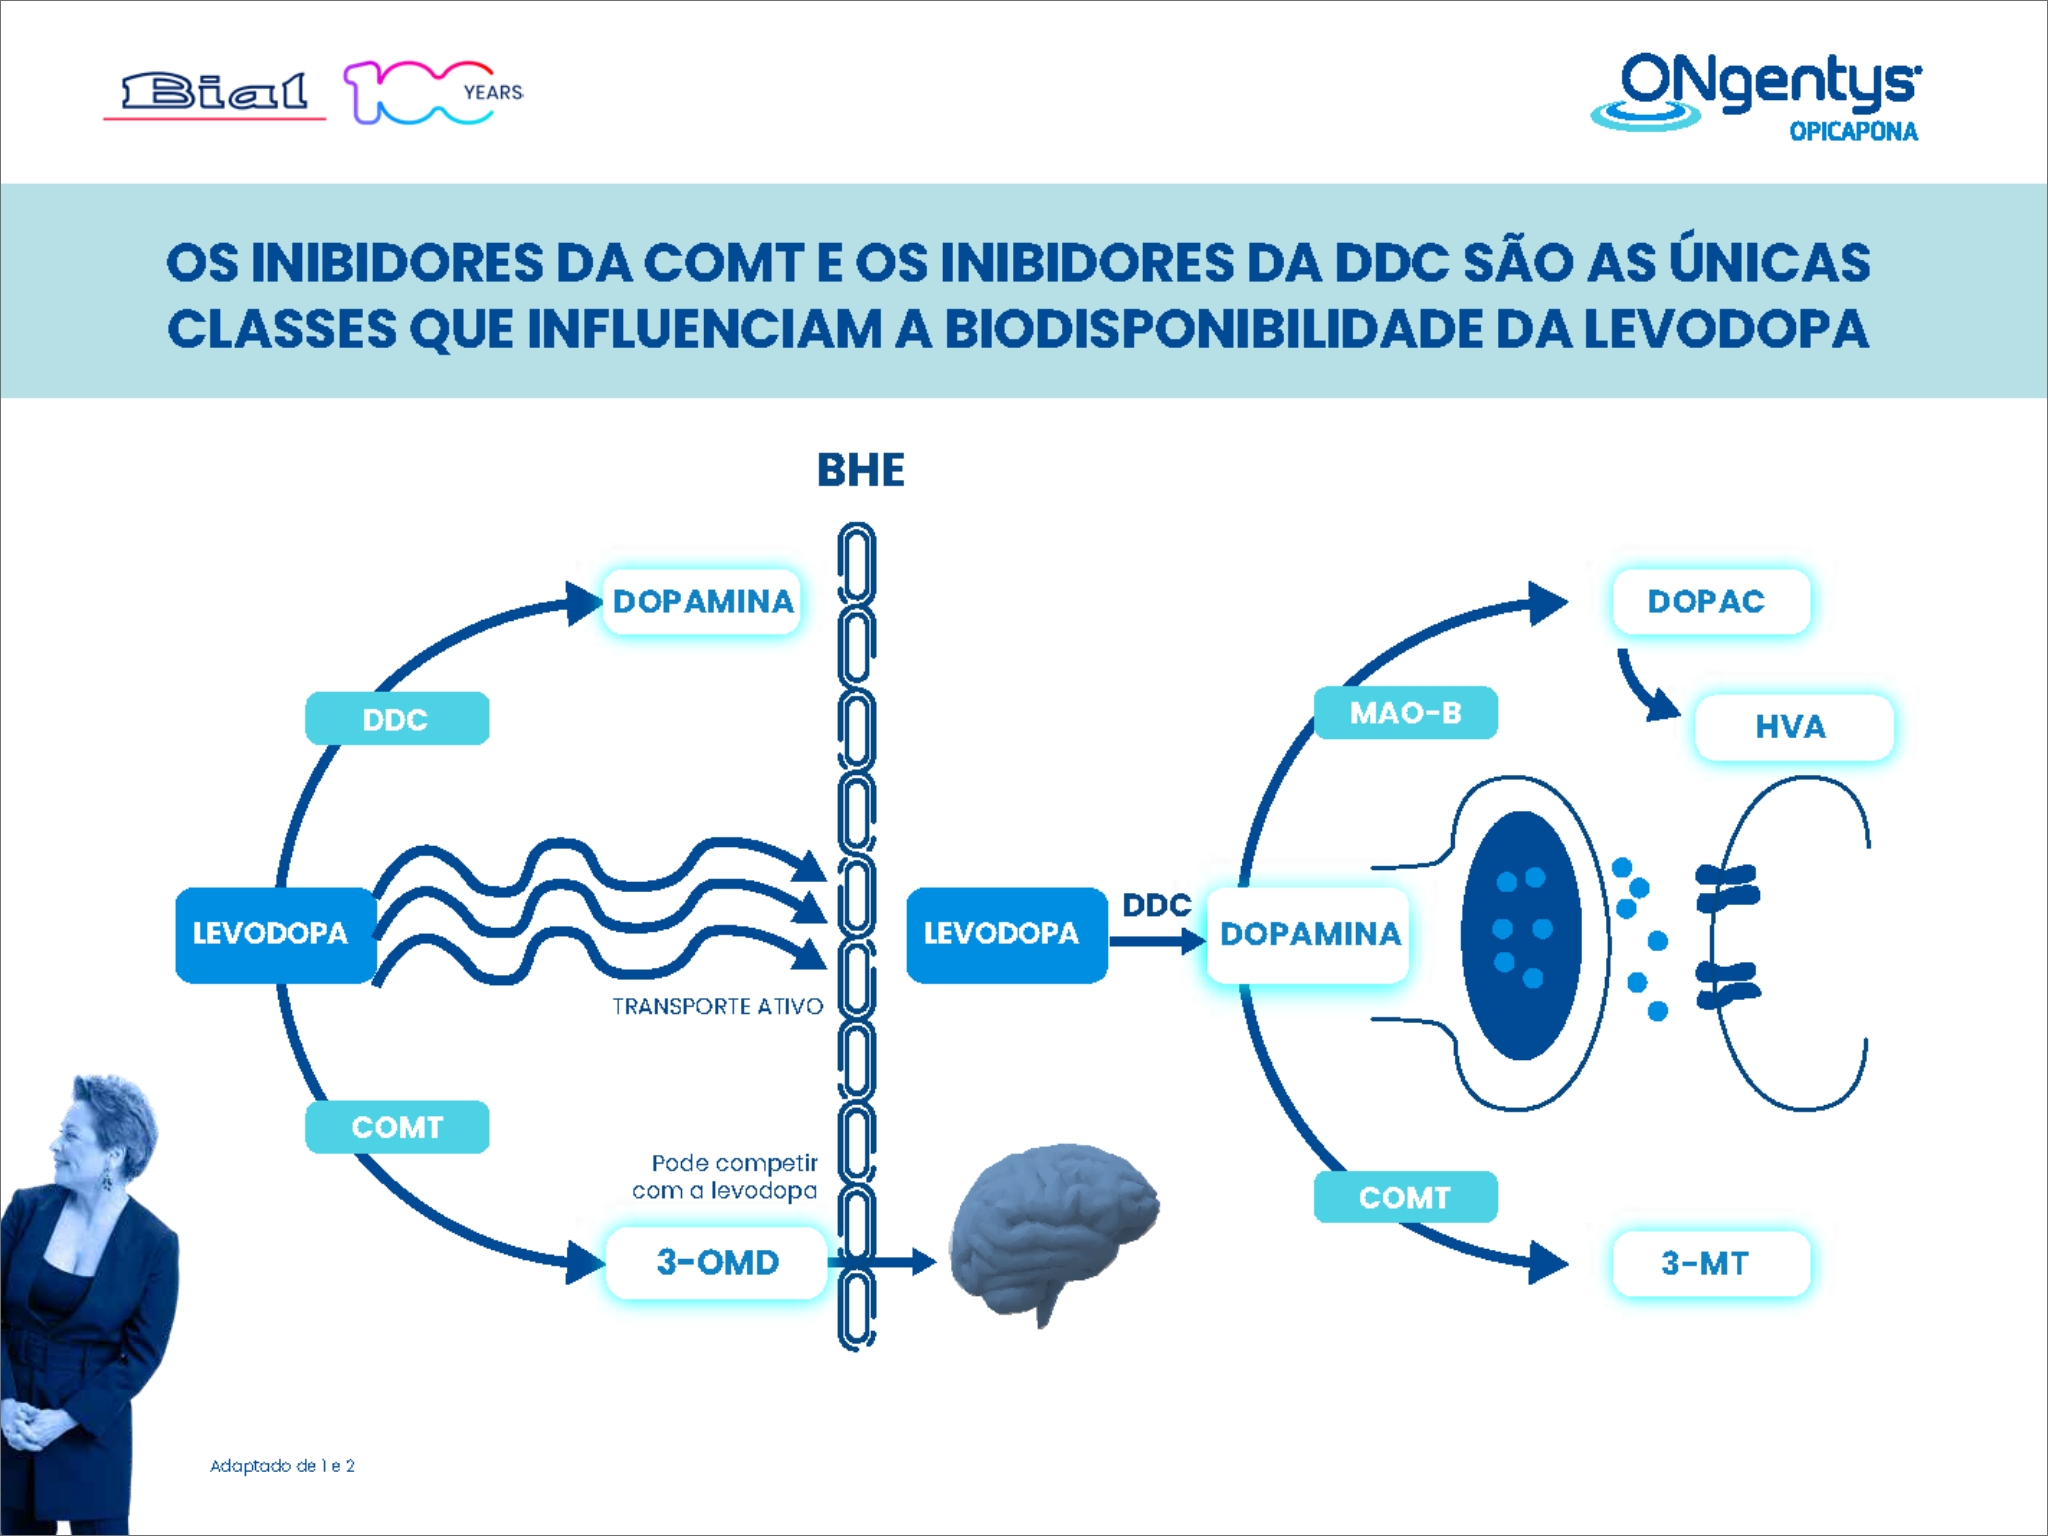 Bial
100 YEARS
ONgentys
OPICAPONA
OS INIBIDORES DA COMT E OS INIBIDORES DA DDC SÃO AS ÚNICAS
CLASSES QUE INFLUENCIAM A BIODISPONIBILIDADE DA LEVODOPA
BHE
DOPAMINA
DDC
LEVODOPA
TRANSPORTE ATIVO
COMT
Pode competir
com a levodopa
3-OMD
LEVODOPA
DDC
DOPAMINA
MAO-B
DOPAC
HVA
COMT
3-MT
Adaptado de 1 e 2